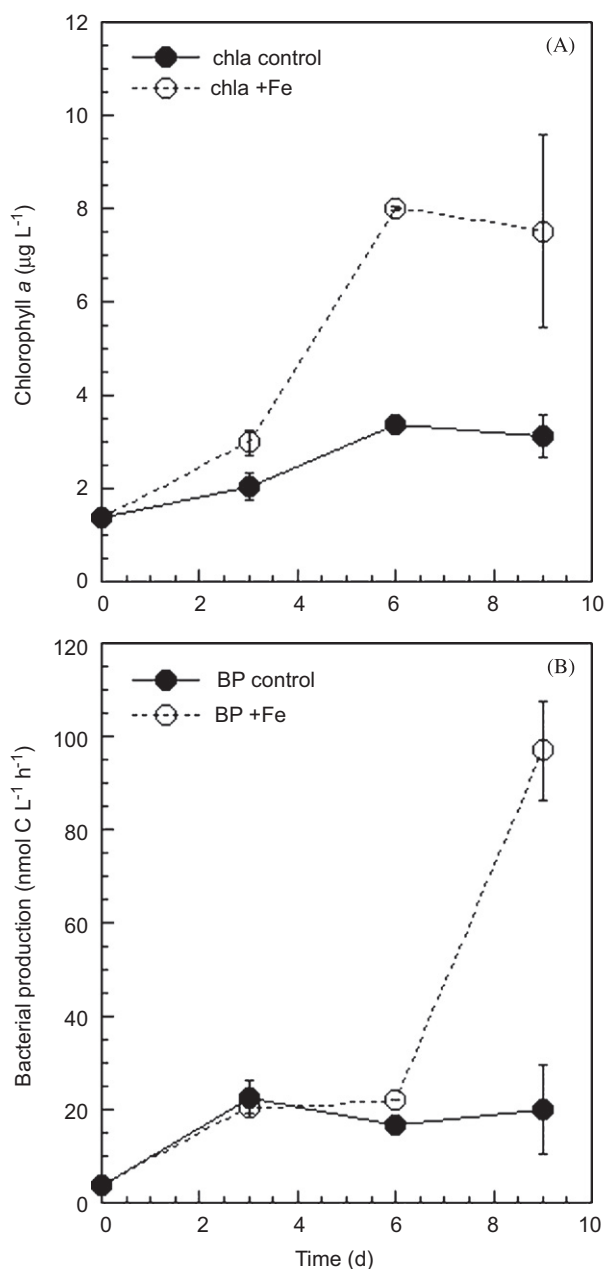 (A)
chla control
chla +Fe
12
10
8
6
4
2
0
Chlorophyll a (µg L⁻¹)
0 2 4 6 8 10
(B)
BP control
BP +Fe
120
100
80
60
40
20
0
Bacterial production (nmol C L⁻¹ h⁻¹)
0 2 4 6 8 10
Time (d)